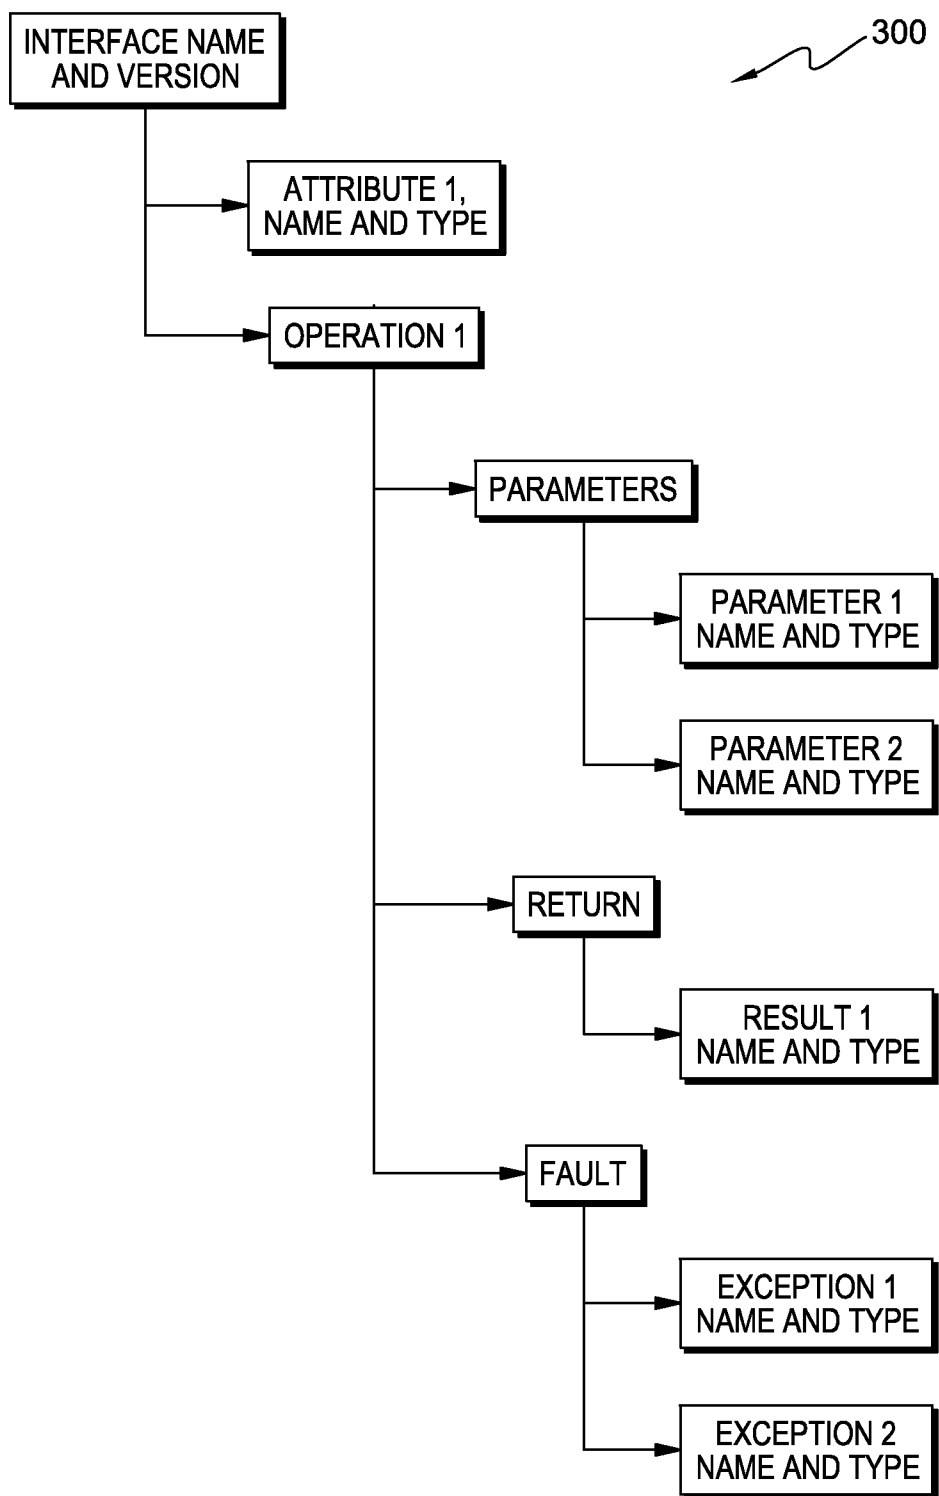 INTERFACE NAME
AND VERSION
300
ATTRIBUTE 1,
NAME AND TYPE
OPERATION 1
PARAMETERS
PARAMETER 1
NAME AND TYPE
PARAMETER 2
NAME AND TYPE
RETURN
RESULT 1
NAME AND TYPE
FAULT
EXCEPTION 1
NAME AND TYPE
EXCEPTION 2
NAME AND TYPE